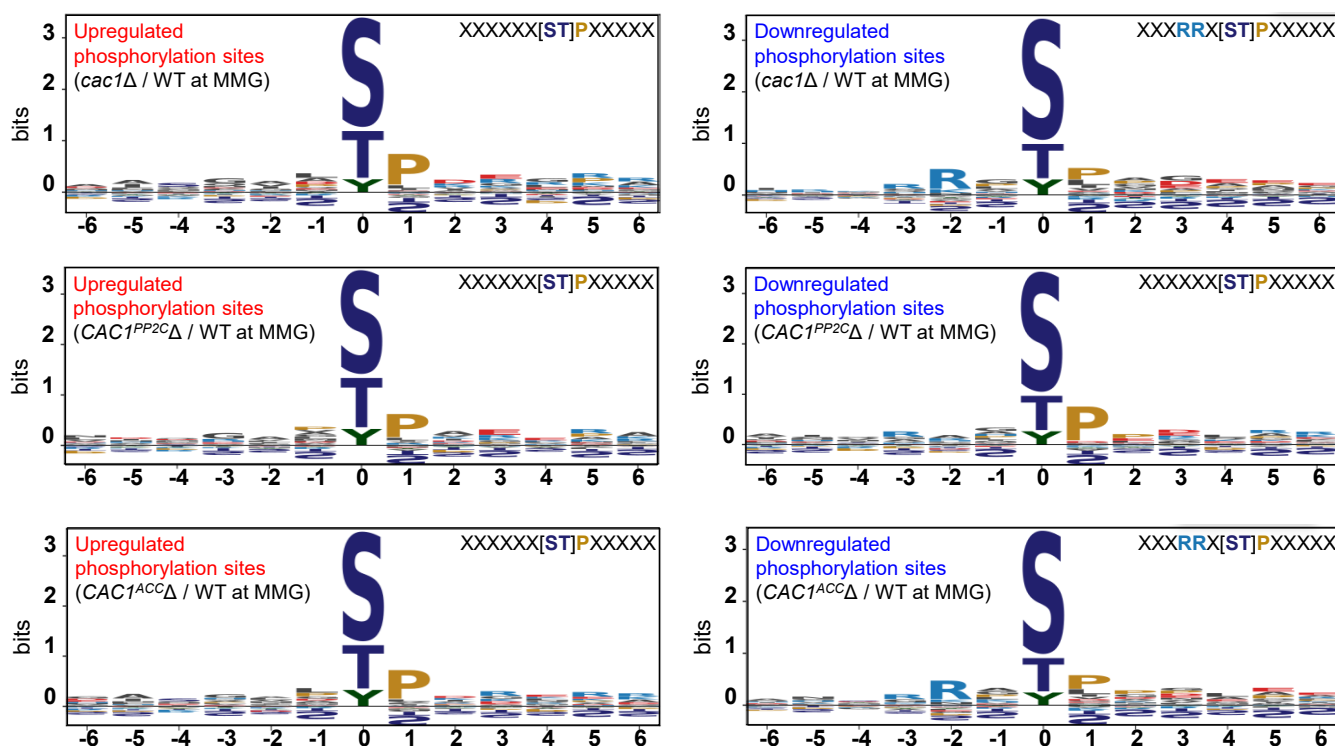 Upregulated
phosphorylation sites
(cac1Δ / WT at MMG)
XXXXXX[ST]PXXXXX
bits
3
2
1
0
S
T
Y
P
-6 -5 -4 -3 -2 -1 0 1 2 3 4 5 6
Downregulated
phosphorylation sites
(cac1Δ / WT at MMG)
XXXRRX[ST]PXXXXX
bits
3
2
1
0
S
T
Y
R
P
-6 -5 -4 -3 -2 -1 0 1 2 3 4 5 6
Upregulated
phosphorylation sites
(CAC1PP2CΔ / WT at MMG)
XXXXXX[ST]PXXXXX
bits
3
2
1
0
S
T
Y
P
-6 -5 -4 -3 -2 -1 0 1 2 3 4 5 6
Downregulated
phosphorylation sites
(CAC1PP2CΔ / WT at MMG)
XXXXXX[ST]PXXXXX
bits
3
2
1
0
S
T
Y
P
-6 -5 -4 -3 -2 -1 0 1 2 3 4 5 6
Upregulated
phosphorylation sites
(CAC1ACCΔ / WT at MMG)
XXXXXX[ST]PXXXXX
bits
3
2
1
0
S
T
Y
P
-6 -5 -4 -3 -2 -1 0 1 2 3 4 5 6
Downregulated
phosphorylation sites
(CAC1ACCΔ / WT at MMG)
XXXRRX[ST]PXXXXX
bits
3
2
1
0
S
T
Y
R
P
-6 -5 -4 -3 -2 -1 0 1 2 3 4 5 6